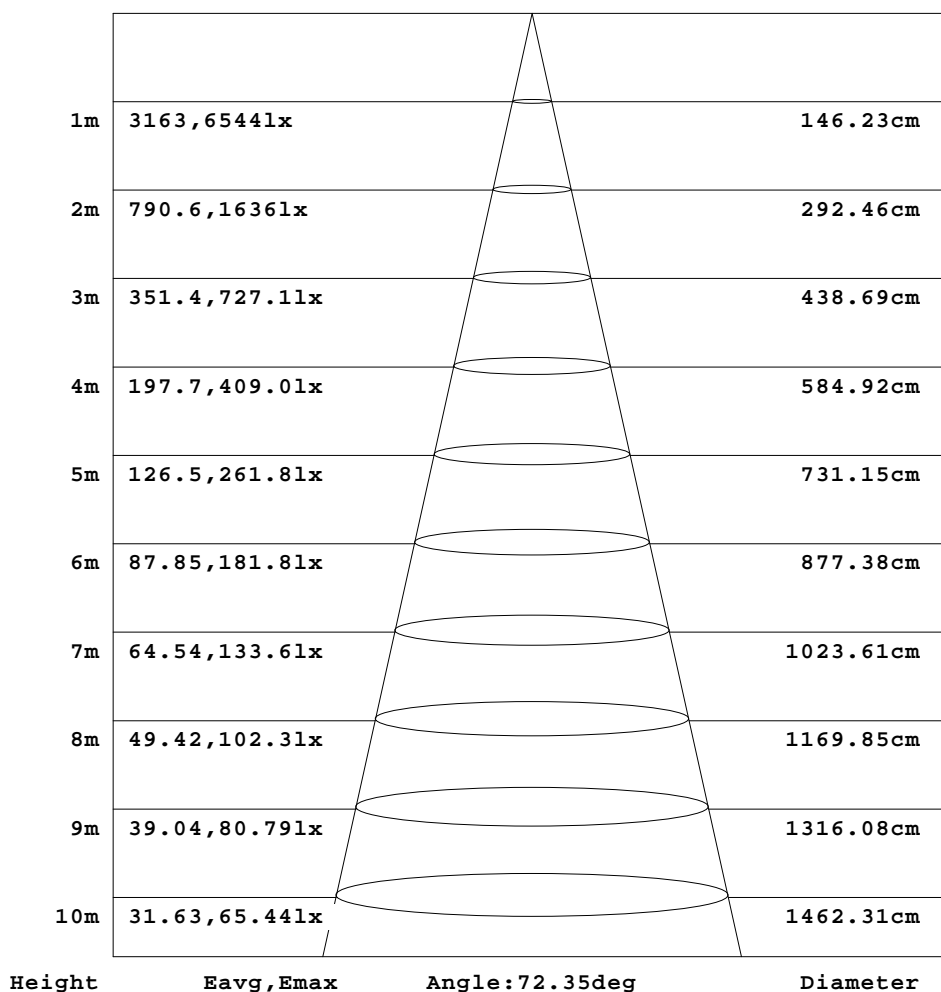 1m 3163,6544lx 146.23cm
2m 790.6,1636lx 292.46cm
3m 351.4,727.1lx 438.69cm
4m 197.7,409.0lx 584.92cm
5m 126.5,261.8lx 731.15cm
6m 87.85,181.8lx 877.38cm
7m 64.54,133.6lx 1023.61cm
8m 49.42,102.3lx 1169.85cm
9m 39.04,80.79lx 1316.08cm
10m 31.63,65.44lx 1462.31cm
Height Eavg,Emax Angle:72.35deg Diameter